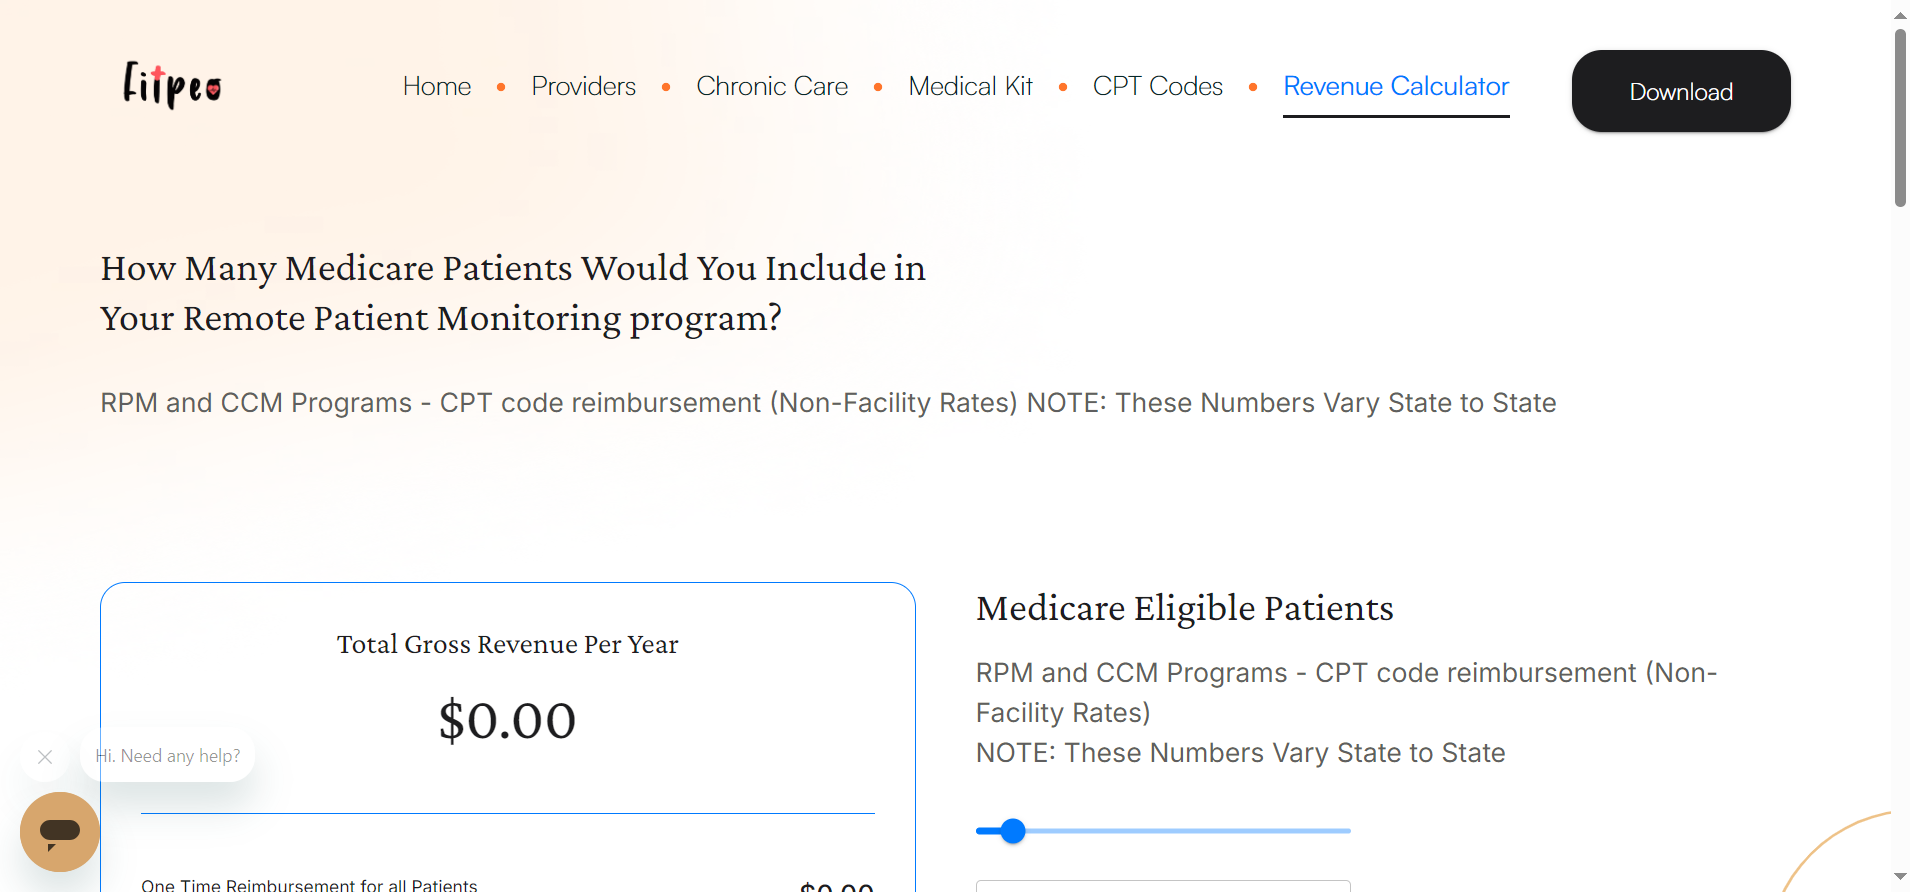 Fitpeo
Home
Providers
Chronic Care
Medical Kit
CPT Codes
Revenue Calculator
Download
How Many Medicare Patients Would You Include in
Your Remote Patient Monitoring program?
RPM and CCM Programs - CPT code reimbursement (Non-Facility Rates) NOTE: These Numbers Vary State to State
Total Gross Revenue Per Year
$0.00
One Time Reimbursement for all Patients
$0.00
Medicare Eligible Patients
RPM and CCM Programs - CPT code reimbursement (Non-
Facility Rates)
NOTE: These Numbers Vary State to State
Hi. Need any help?